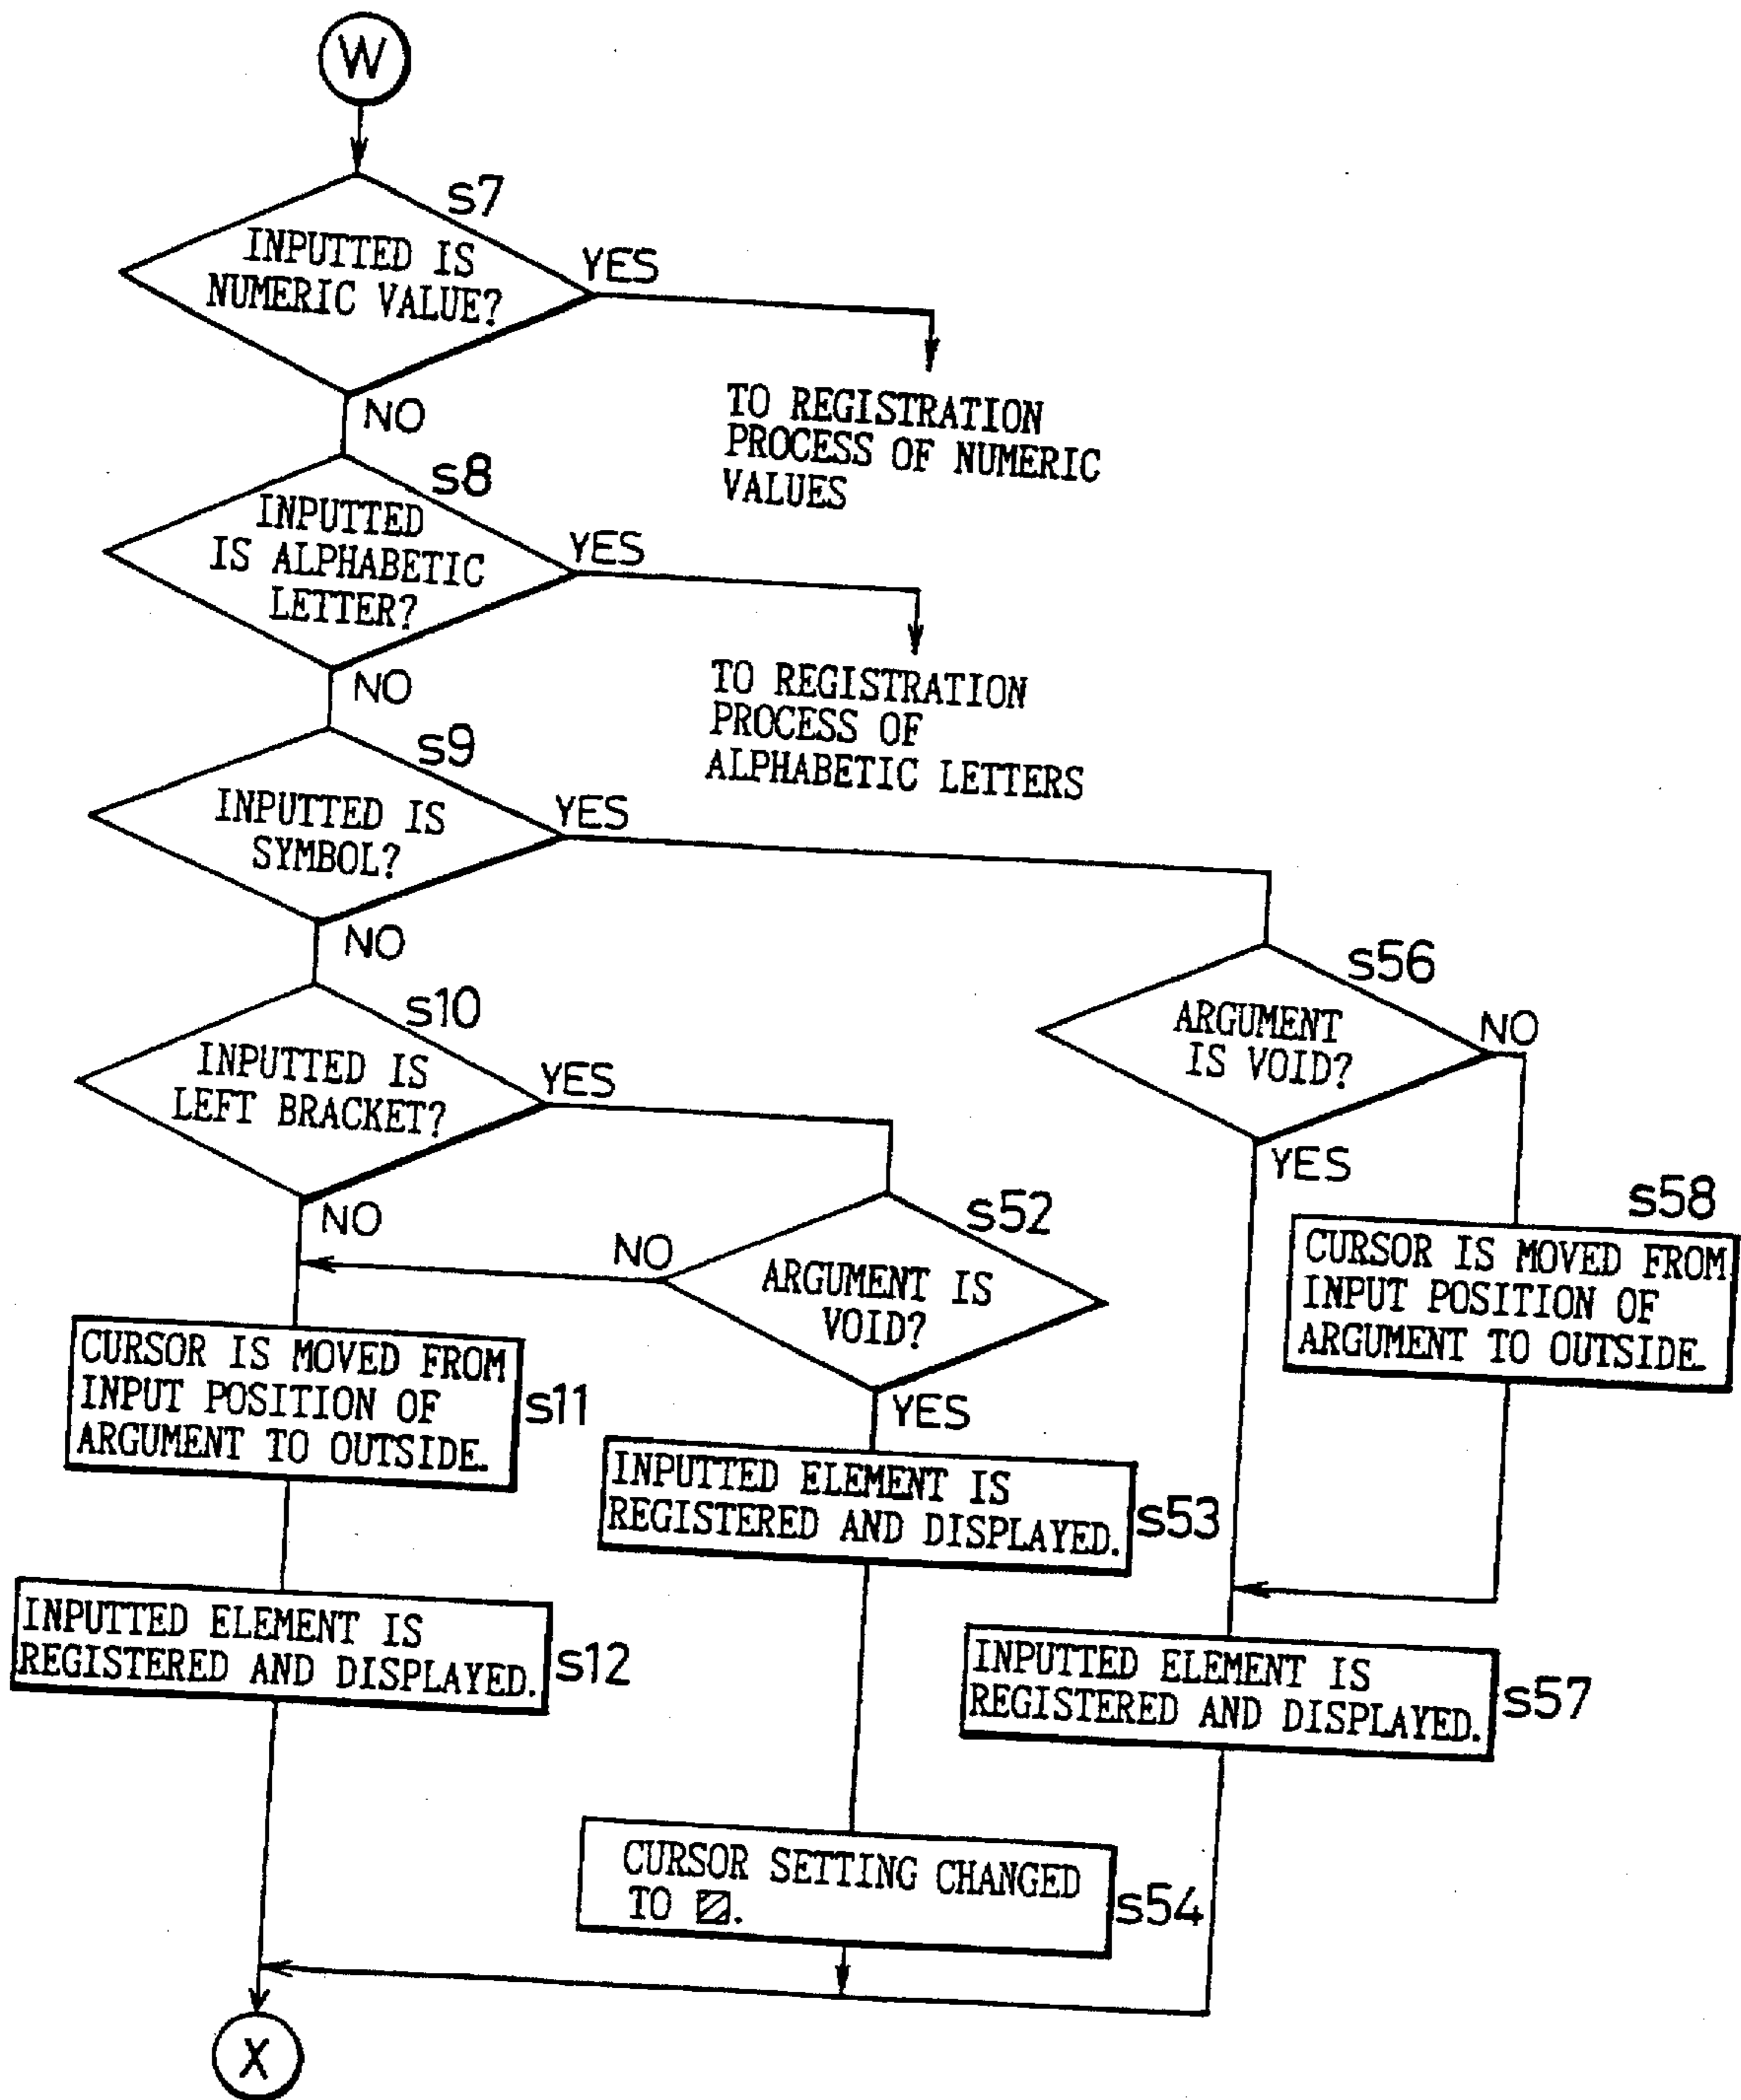 W
s7
INPUTTED IS
NUMERIC VALUE?
YES
NO
TO REGISTRATION
PROCESS OF NUMERIC
VALUES
s8
INPUTTED
IS ALPHABETIC
LETTER?
YES
NO
TO REGISTRATION
PROCESS OF
ALPHABETIC LETTERS
s9
INPUTTED IS
SYMBOL?
YES
NO
s56
ARGUMENT
IS VOID?
NO
YES
s10
INPUTTED IS
LEFT BRACKET?
YES
NO
s52
ARGUMENT IS
VOID?
NO
YES
s58
CURSOR IS MOVED FROM
INPUT POSITION OF
ARGUMENT TO OUTSIDE.
CURSOR IS MOVED FROM
INPUT POSITION OF
ARGUMENT TO OUTSIDE.
s11
INPUTTED ELEMENT IS
REGISTERED AND DISPLAYED.
s53
INPUTTED ELEMENT IS
REGISTERED AND DISPLAYED.
s12
INPUTTED ELEMENT IS
REGISTERED AND DISPLAYED.
s57
CURSOR SETTING CHANGED
TO ▨.
s54
X